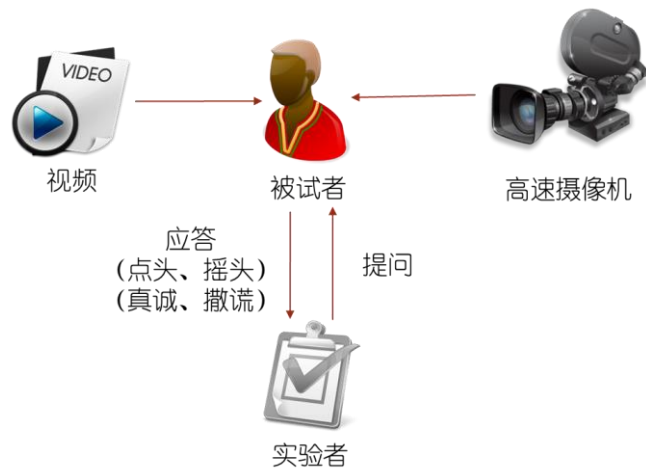 VIDEO
视频
被试者
高速摄像机
应答
(点头、摇头)
(真诚、撒谎)
提问
实验者